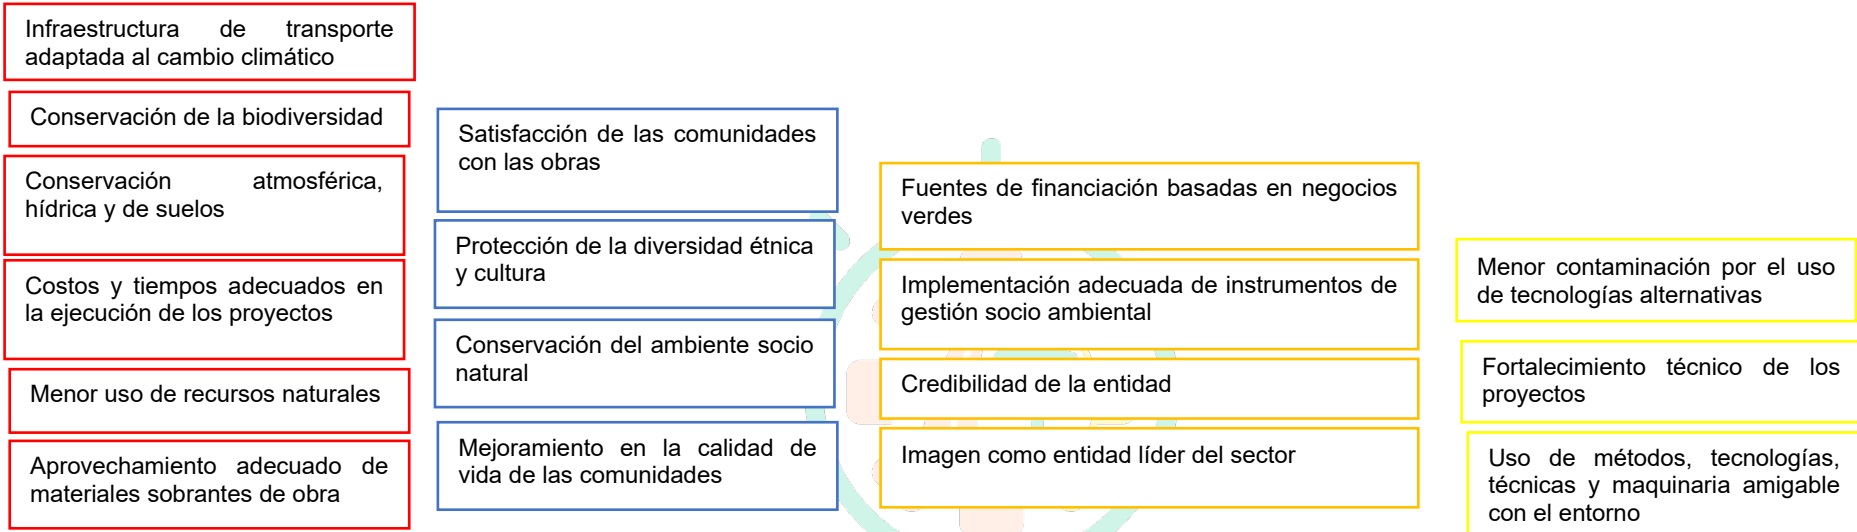 Infraestructura de transporte
adaptada al cambio climático
Conservación de la biodiversidad
Conservación atmosférica,
hídrica y de suelos
Costos y tiempos adecuados en
la ejecución de los proyectos
Menor uso de recursos naturales
Aprovechamiento adecuado de
materiales sobrantes de obra
Satisfacción de las comunidades
con las obras
Protección de la diversidad étnica
y cultura
Conservación del ambiente socio
natural
Mejoramiento en la calidad de
vida de las comunidades
Fuentes de financiación basadas en negocios
verdes
Implementación adecuada de instrumentos de
gestión socio ambiental
Credibilidad de la entidad
Imagen como entidad líder del sector
Menor contaminación por el uso
de tecnologías alternativas
Fortalecimiento técnico de los
proyectos
Uso de métodos, tecnologías,
técnicas y maquinaria amigable
con el entorno